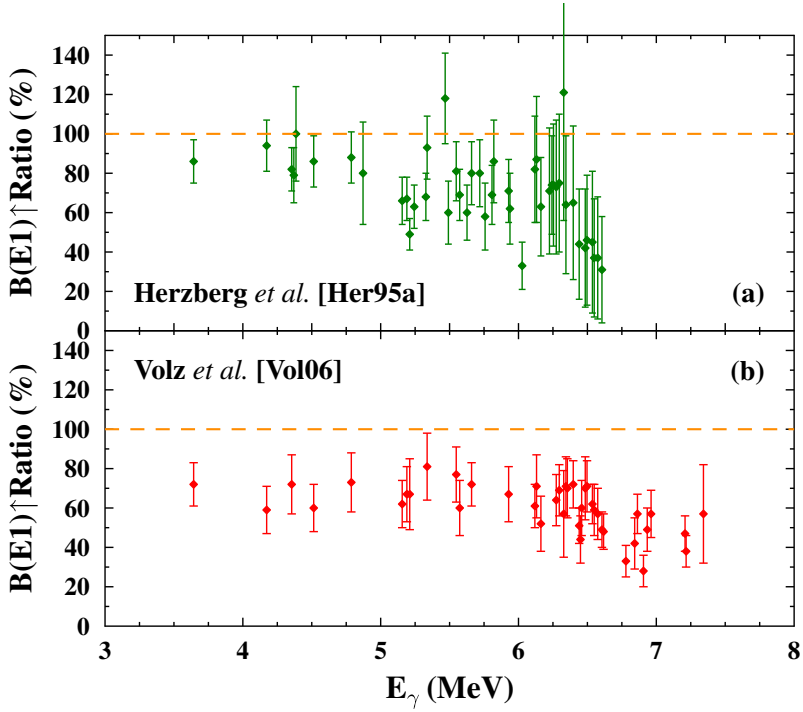 140
120
100
80
60
40
20
0
B(E1)↑Ratio (%)
Herzberg et al. [Her95a]
(a)
Volz et al. [Vol06]
(b)
140
120
100
80
60
40
20
0
B(E1)↑Ratio (%)
3 4 5 6 7 8
Eγ (MeV)